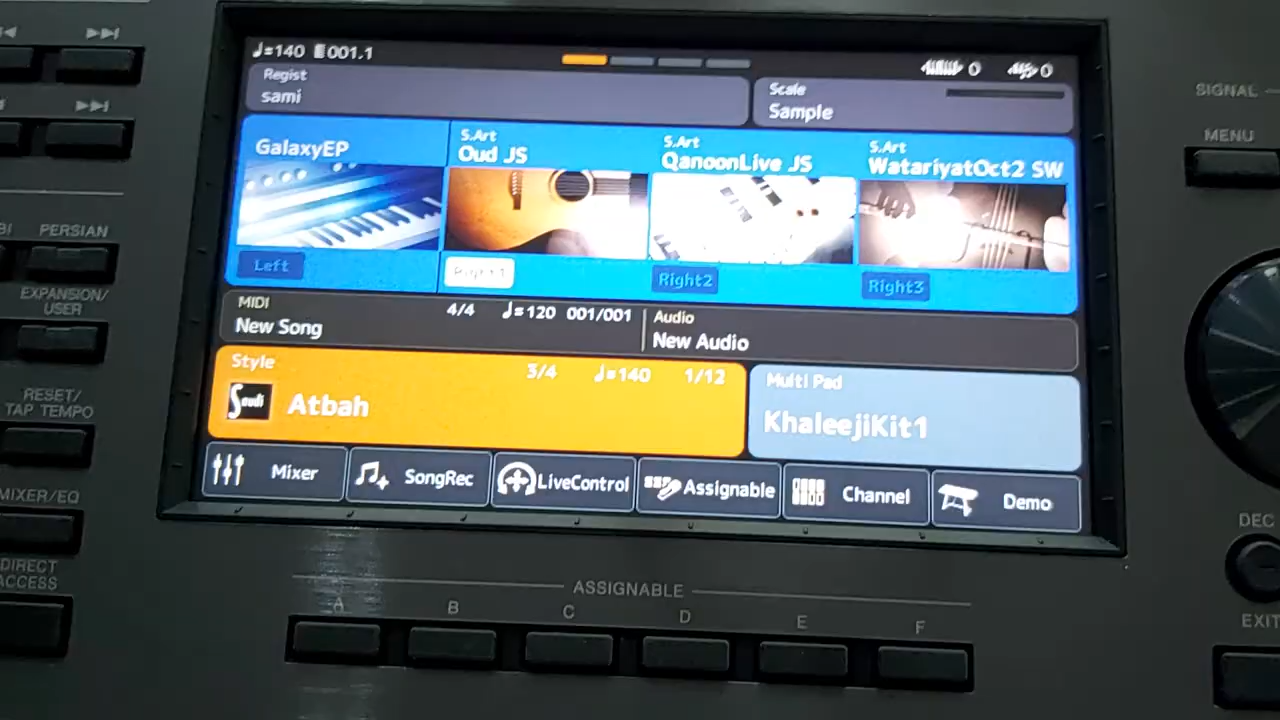 ♩=140 001.1
0 0
Regist
sami
Scale
Sample
GalaxyEP
Left
S.Art
Oud JS
Right1
S.Art
QanoonLive JS
Right2
S.Art
WatariyatOct2 SW
Right3
MIDI 4/4 ♩=120 001/001
New Song
Audio
New Audio
Style 3/4 ♩=140 1/12
Saudi
Atbah
Multi Pad
KhaleejiKit1
Mixer
SongRec
LiveControl
Assignable
Channel
Demo
PERSIAN
EXPANSION/
USER
RESET/
TAP TEMPO
MIXER/EQ
DIRECT
ACCESS
ASSIGNABLE
A B C D E F
SIGNAL
MENU
DEC
EXIT